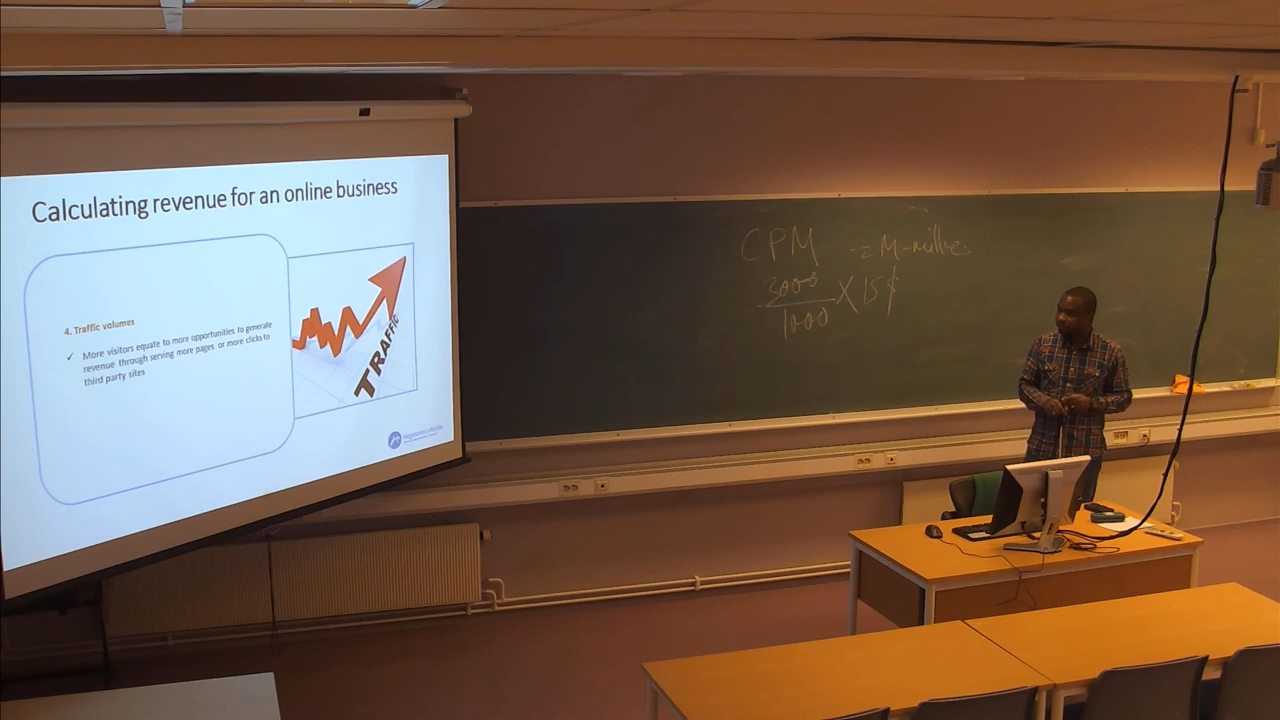 Calculating revenue for an online business
4. Traffic volumes
✓ More visitors equate to more opportunities to generate
revenue through serving more pages or more clicks to
third party sites
TRAFFIC
CPM = M-mille
3000
1000
X 15 ¢